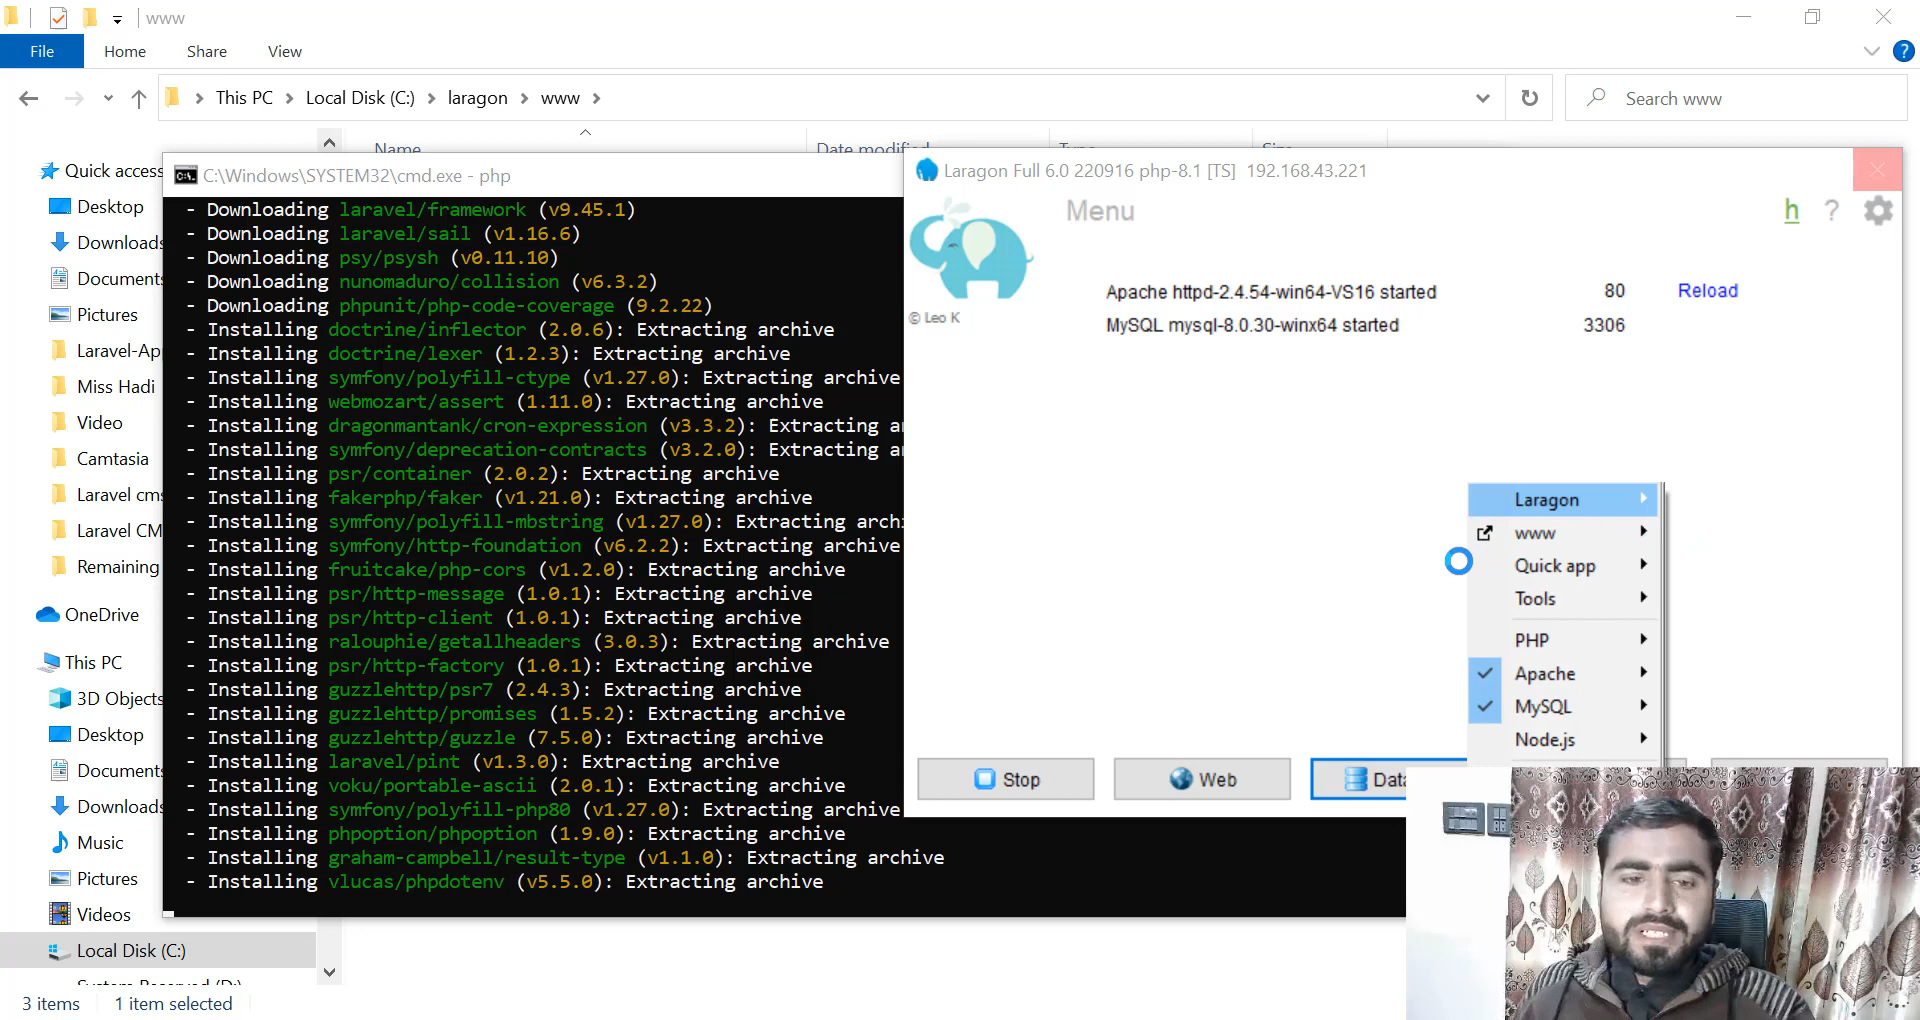 www
File
Home
Share
View
This PC
Local Disk (C:)
laragon
www
Search www
Name
Date modified
Type
Size
Quick access
Desktop
Downloads
Documents
Pictures
Laravel-Ap
Miss Hadi
Video
Camtasia
Laravel cms
Laravel CM
Remaining
OneDrive
This PC
3D Objects
Desktop
Documents
Downloads
Music
Pictures
Videos
Local Disk (C:)
System Reserved (D:)
3 items
1 item selected
C:\Windows\SYSTEM32\cmd.exe - php
- Downloading laravel/framework (v9.45.1)
- Downloading laravel/sail (v1.16.6)
- Downloading psy/psysh (v0.11.10)
- Downloading nunomaduro/collision (v6.3.2)
- Downloading phpunit/php-code-coverage (9.2.22)
- Installing doctrine/inflector (2.0.6): Extracting archive
- Installing doctrine/lexer (1.2.3): Extracting archive
- Installing symfony/polyfill-ctype (v1.27.0): Extracting archive
- Installing webmozart/assert (1.11.0): Extracting archive
- Installing dragonmantank/cron-expression (v3.3.2): Extracting a
- Installing symfony/deprecation-contracts (v3.2.0): Extracting a
- Installing psr/container (2.0.2): Extracting archive
- Installing fakerphp/faker (v1.21.0): Extracting archive
- Installing symfony/polyfill-mbstring (v1.27.0): Extracting arch
- Installing symfony/http-foundation (v6.2.2): Extracting archive
- Installing fruitcake/php-cors (v1.2.0): Extracting archive
- Installing psr/http-message (1.0.1): Extracting archive
- Installing psr/http-client (1.0.1): Extracting archive
- Installing ralouphie/getallheaders (3.0.3): Extracting archive
- Installing psr/http-factory (1.0.1): Extracting archive
- Installing guzzlehttp/psr7 (2.4.3): Extracting archive
- Installing guzzlehttp/promises (1.5.2): Extracting archive
- Installing guzzlehttp/guzzle (7.5.0): Extracting archive
- Installing laravel/pint (v1.3.0): Extracting archive
- Installing voku/portable-ascii (2.0.1): Extracting archive
- Installing symfony/polyfill-php80 (v1.27.0): Extracting archive
- Installing phpoption/phpoption (1.9.0): Extracting archive
- Installing graham-campbell/result-type (v1.1.0): Extracting archive
- Installing vlucas/phpdotenv (v5.5.0): Extracting archive
Laragon Full 6.0 220916 php-8.1 [TS] 192.168.43.221
Menu
h
?
© Leo K
Apache httpd-2.4.54-win64-VS16 started 80 Reload
MySQL mysql-8.0.30-winx64 started 3306
Laragon
www
Quick app
Tools
PHP
Apache
MySQL
Node.js
Stop
Web
Data